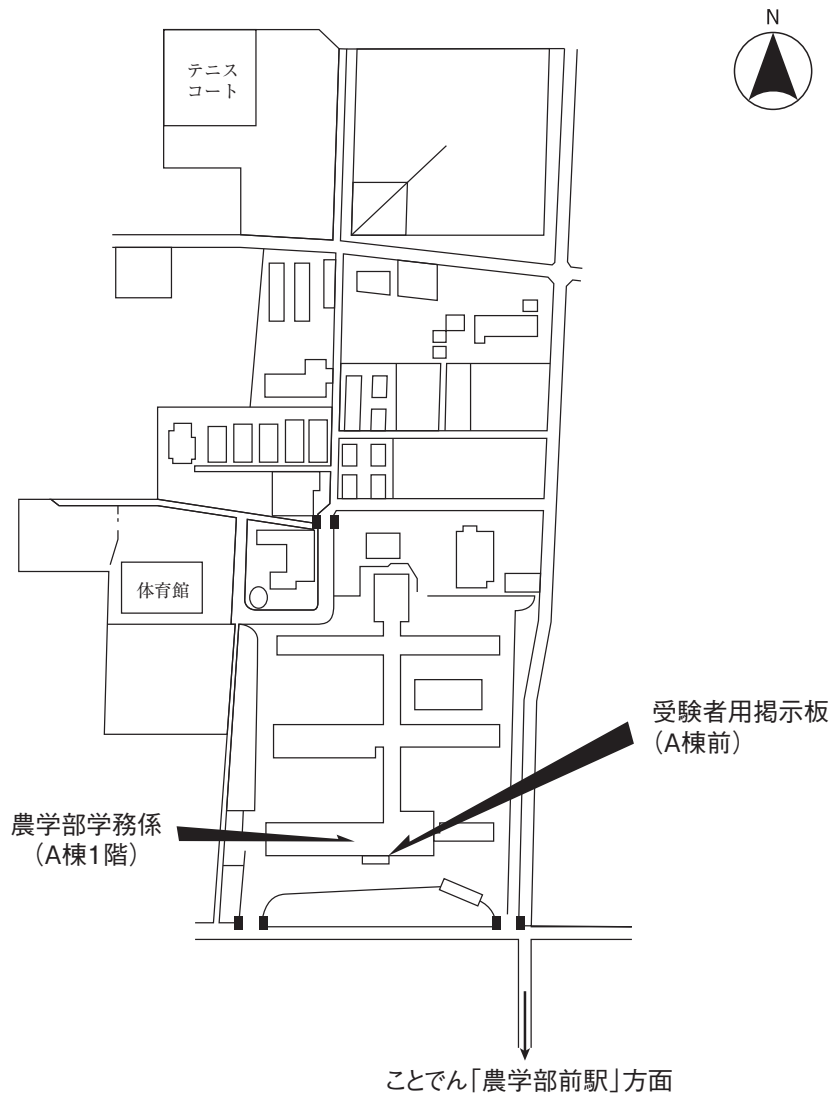 N
テニス
コート
体育館
受験者用掲示板
（A棟前）
農学部学務係
（A棟1階）
ことでん「農学部前駅」方面